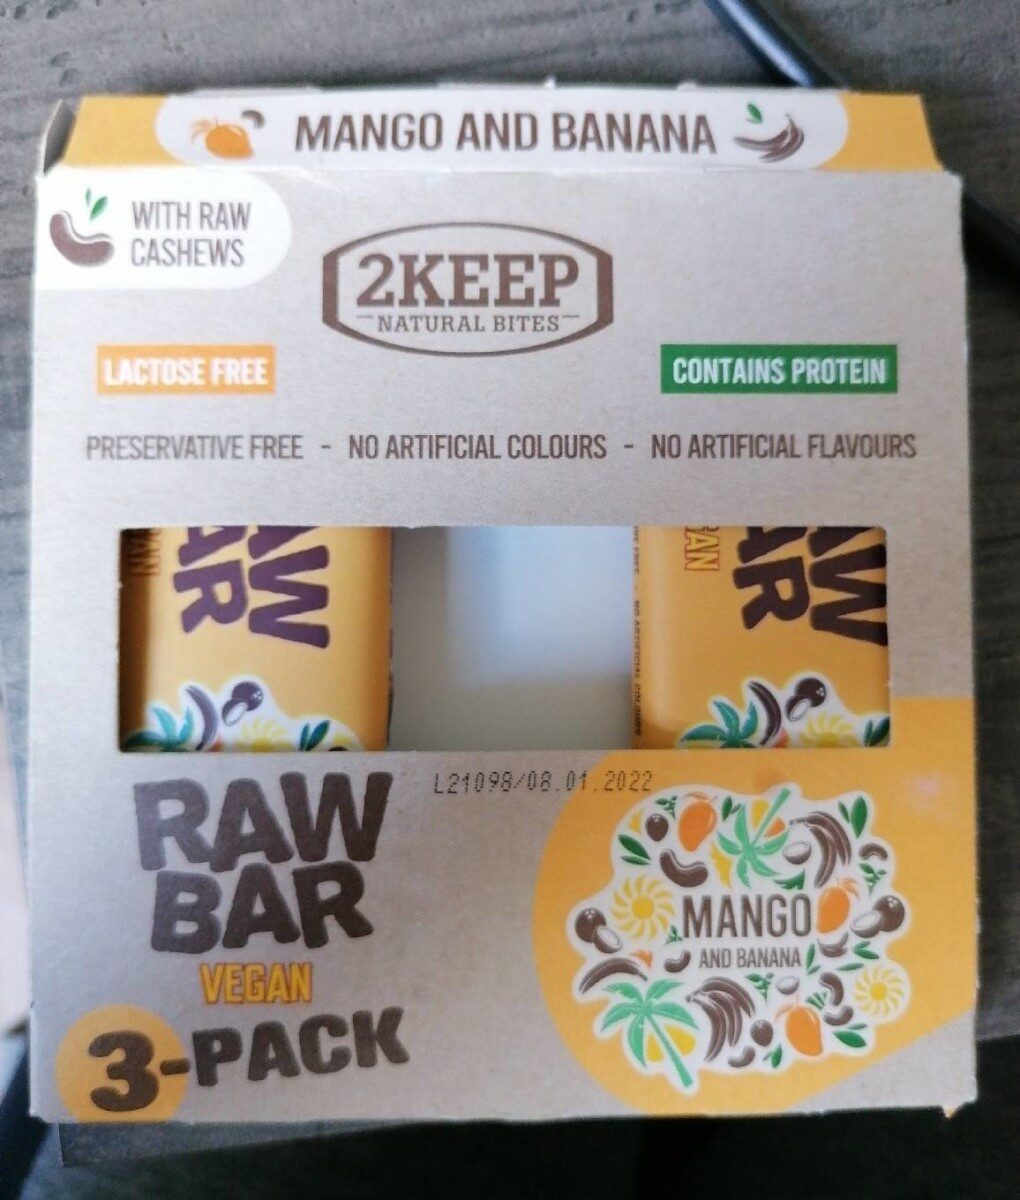 MANGO AND BANANA
WITH RAW
CASHEWS
2KEEP
NATURAL BITES
LACTOSE FREE
CONTAINS PROTEIN
PRESERVATIVE FREE - NO ARTIFICIAL COLOURS - NO ARTIFICIAL FLAVOURS
L21098/08.01.2022
RAW
BAR
VEGAN
3-PACK
MANGO
AND BANANA